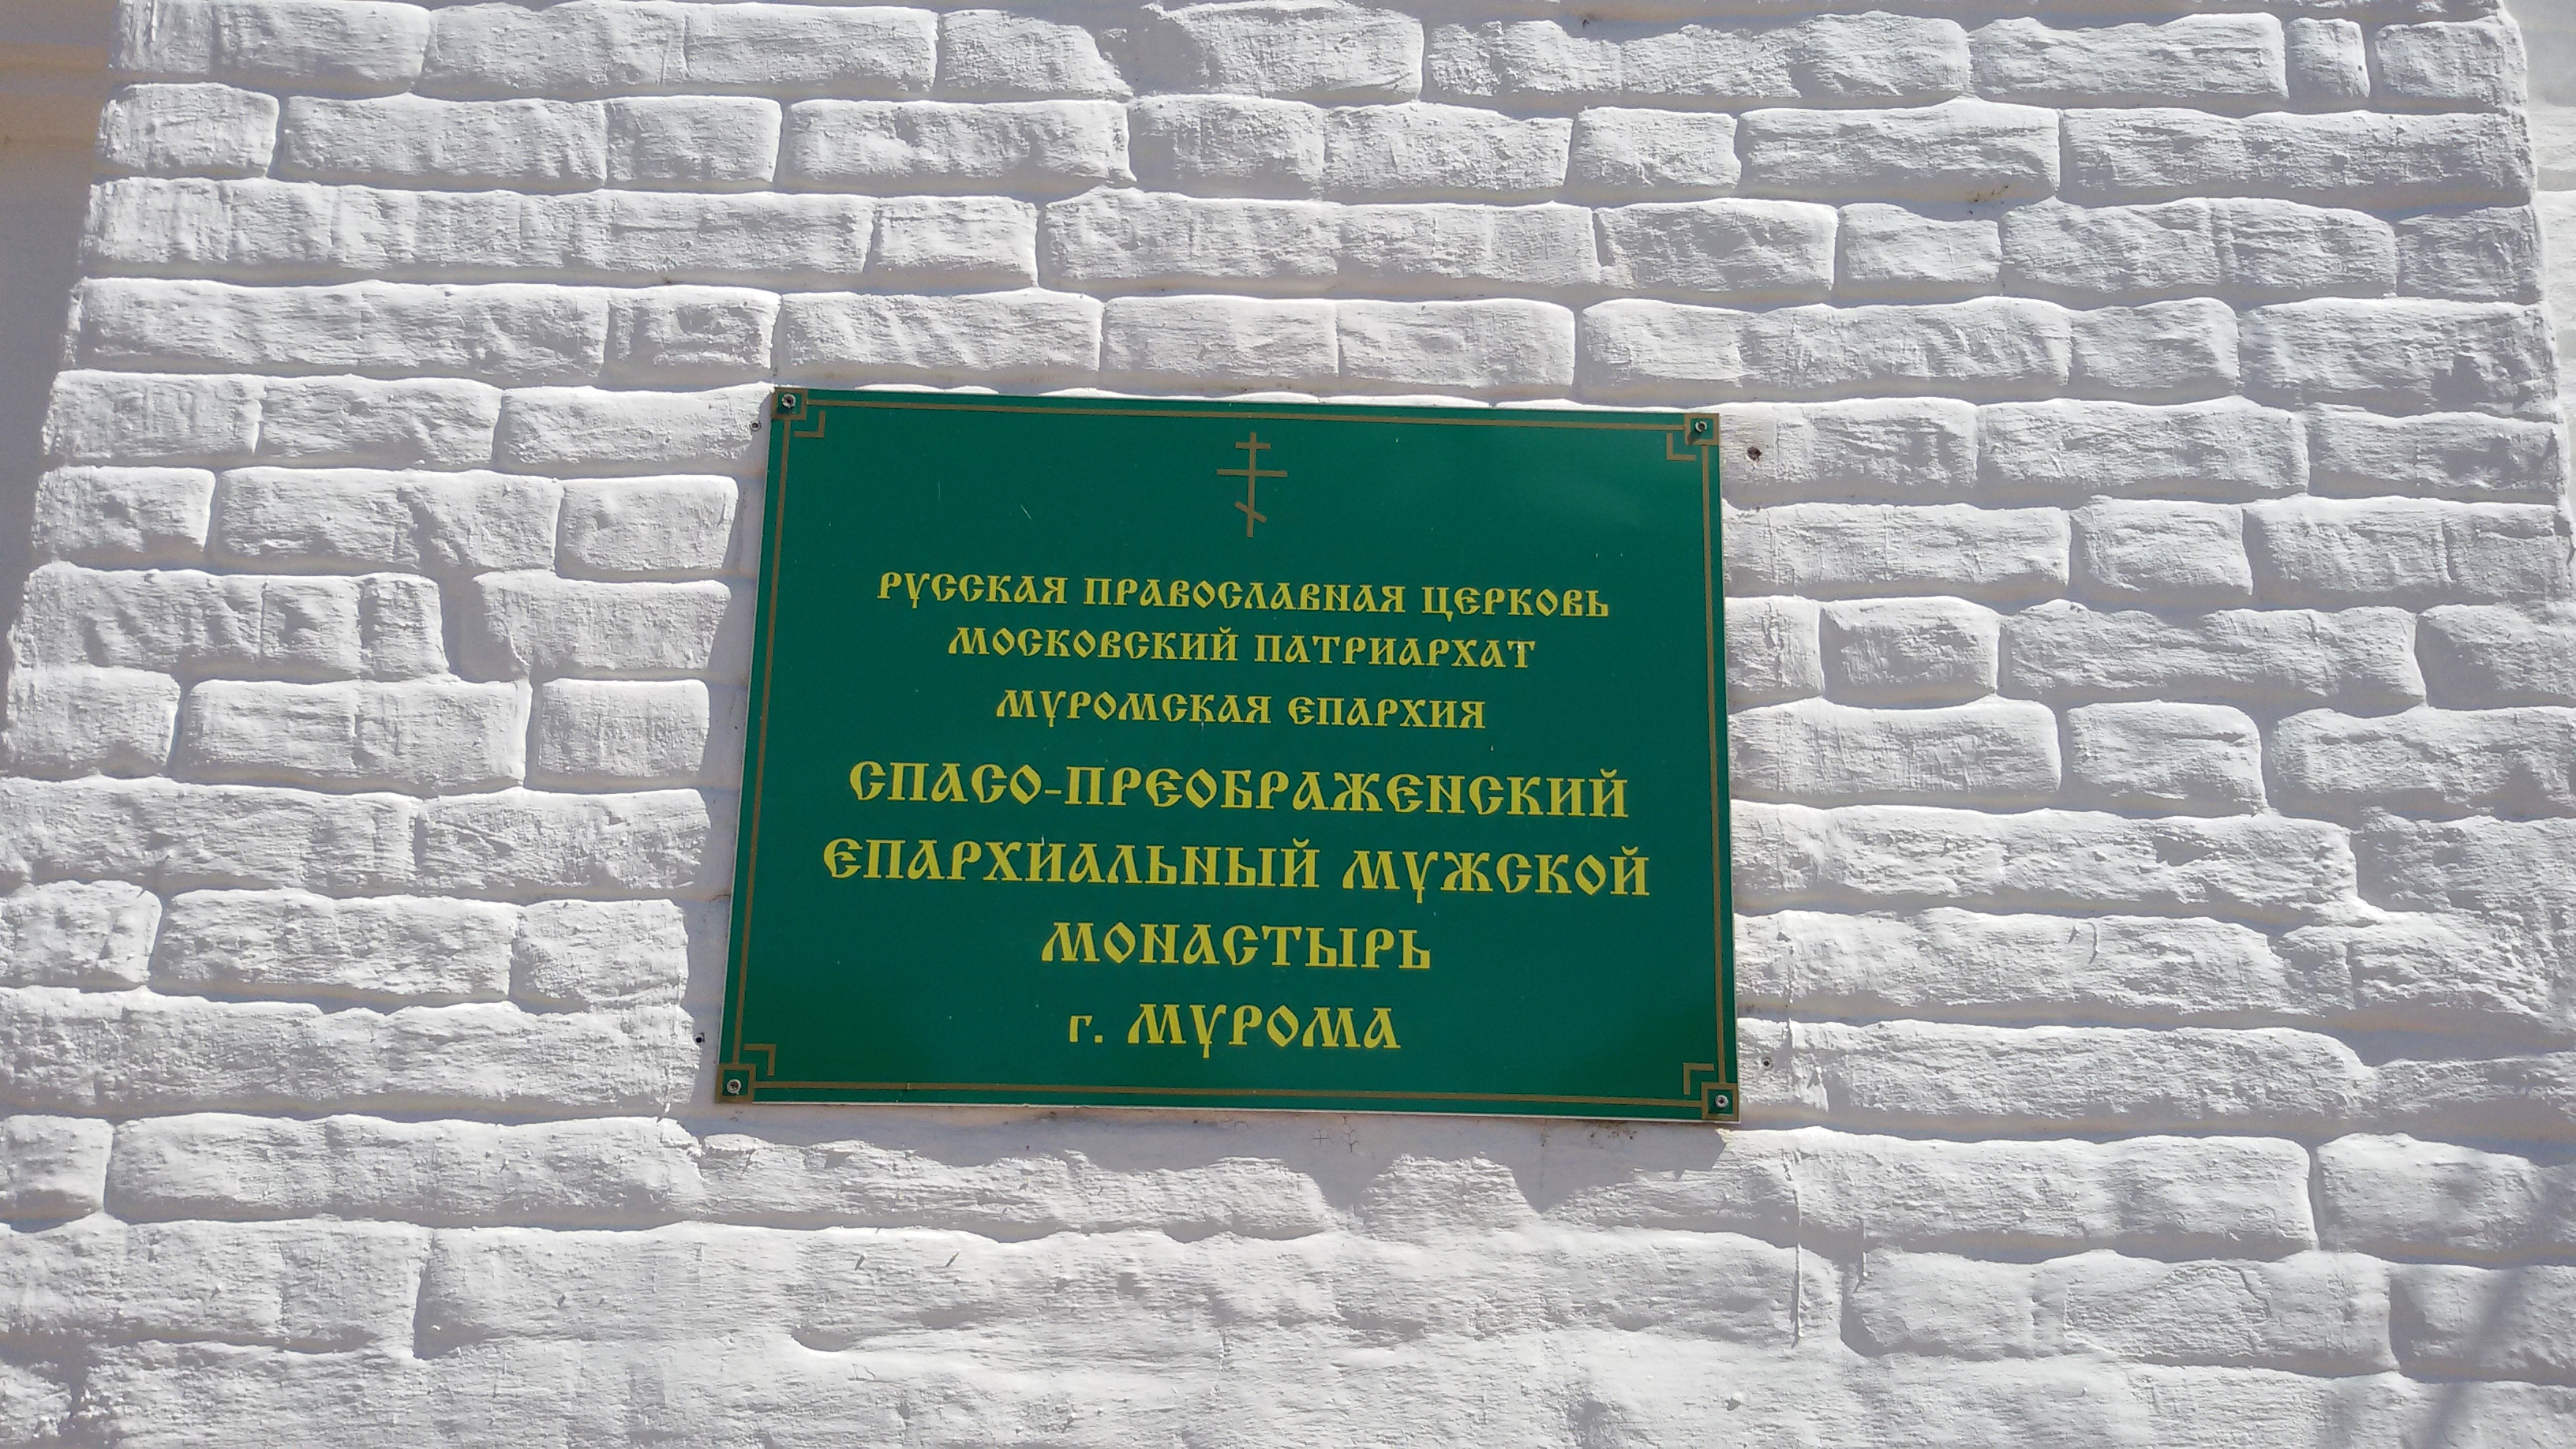 РУССКАЯ ПРАВОСЛАВНАЯ ЦЕРКОВЬ
МОСКОВСКИЙ ПАТРИАРХАТ
МУРОМСКАЯ ЕПАРХИЯ
СПАСО-ПРЕОБРАЖЕНСКИЙ
ЕПАРХИАЛЬНЫЙ МУЖСКОЙ
МОНАСТЫРЬ
г. МУРОМА